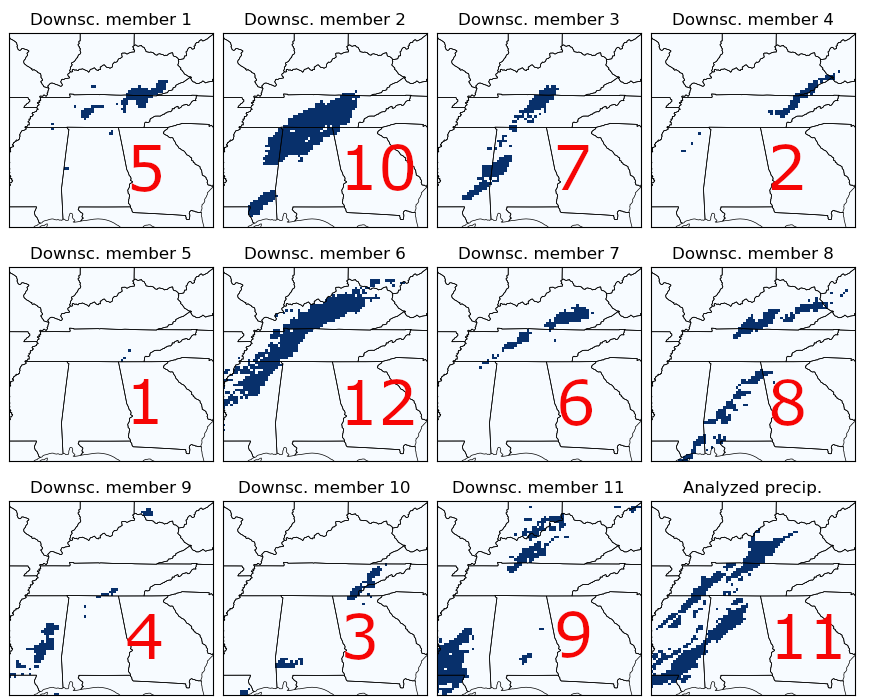 Downsc. member 1 Downsc. member 2 Downsc. member 3 Downsc. member 4
5 10 7 2
Downsc. member 5 Downsc. member 6 Downsc. member 7 Downsc. member 8
1 12 6 8
Downsc. member 9 Downsc. member 10 Downsc. member 11 Analyzed precip.
4 3 9 11